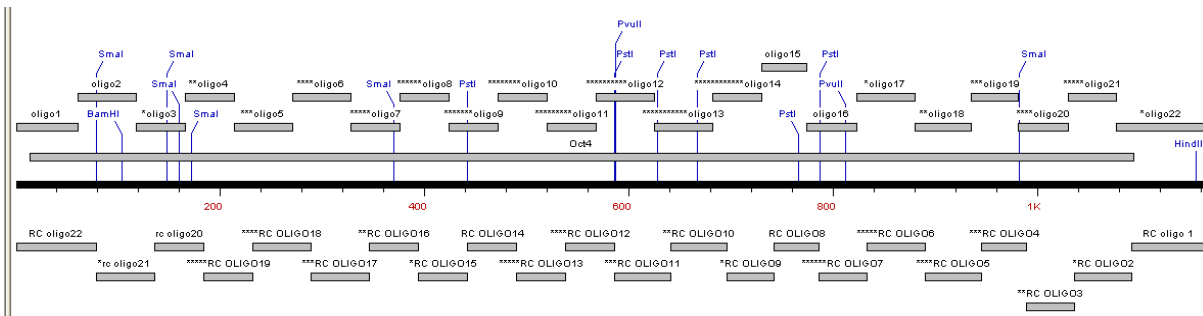 PvuII
SmaI SmaI PstI PstI PstI oligo15 PstI SmaI
oligo2 SmaI **oligo4 ****oligo6 SmaI ******oligo8 PstI ********oligo10 **********oligo12 ************oligo14 PvuII *oligo17 ***oligo19 *****oligo21
oligo1 BamHI *oligo3 SmaI ***oligo5 *****oligo7 *******oligo9 *********oligo11 ***********oligo13 PstI oligo16 **oligo18 ****oligo20 *oligo22
Oct4 HindII
200 400 600 800 1K
RC oligo22 rc oligo20 ****RC OLIGO18 **RC OLIGO16 RC OLIGO14 ****RC OLIGO12 **RC OLIGO10 RC OLIGO8 *****RC OLIGO6 ***RC OLIGO4 RC oligo 1
*rc oligo21 *****RC OLIGO19 ***RC OLIGO17 *RC OLIGO15 *****RC OLIGO13 ***RC OLIGO11 *RC OLIGO9 ******RC OLIGO7 ****RC OLIGO5 *RC OLIGO2
**RC OLIGO3